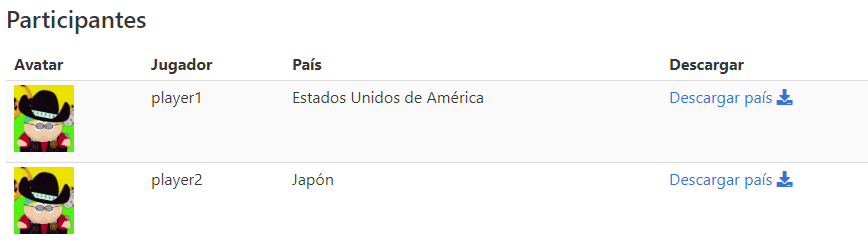 Participantes
Avatar Jugador País Descargar
player1 Estados Unidos de América Descargar país
player2 Japón Descargar país